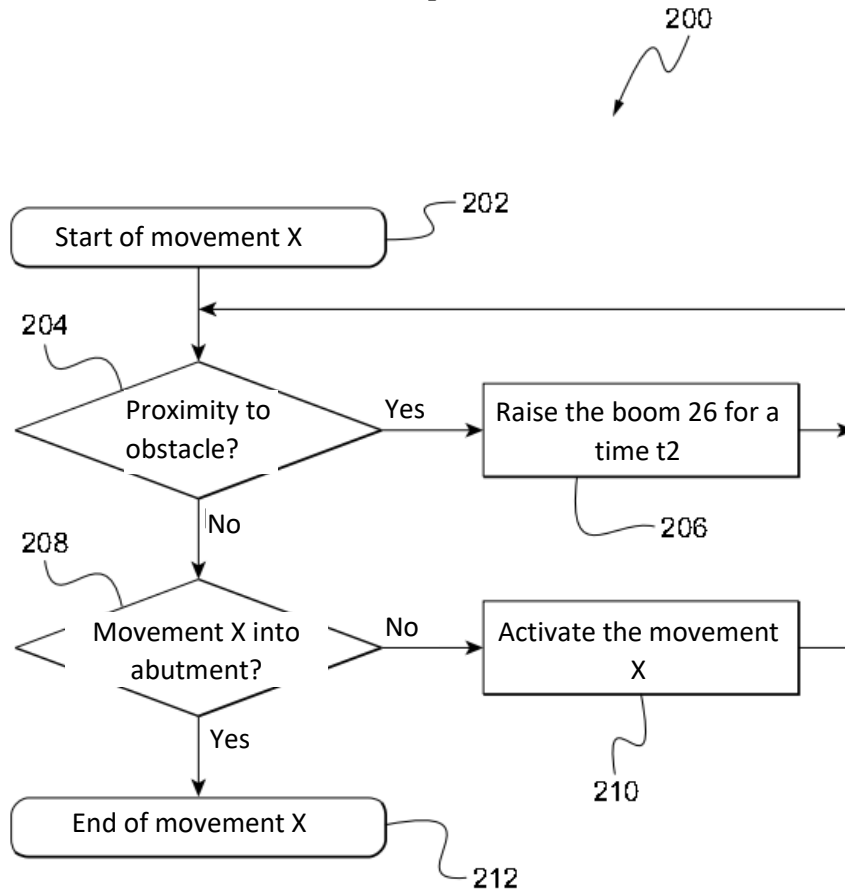 200
202
Start of movement X
204
Proximity to
obstacle?
Yes
Raise the boom 26 for a
time t2
206
No
208
Movement X into
abutment?
No
Activate the movement
X
210
Yes
End of movement X
212